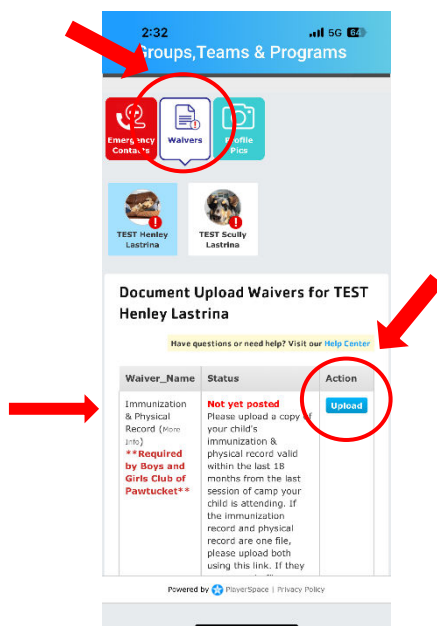 2:32
5G 64
Groups,Teams & Programs
Emergency
Contacts
Waivers
Profile
Pics
TEST Henley
Lastrina
TEST Scully
Lastrina
Document Upload Waivers for TEST
Henley Lastrina
Have questions or need help? Visit our Help Center
Waiver_Name
Status
Action
Immunization
& Physical
Record (More
Info)
**Required
by Boys and
Girls Club of
Pawtucket**
Not yet posted
Please upload a copy of
your child's
immunization &
physical record valid
within the last 18
months from the last
session of camp your
child is attending. If
the immunization
record and physical
record are one file,
please upload both
using this link. If they
Upload
Powered by PlayerSpace | Privacy Policy